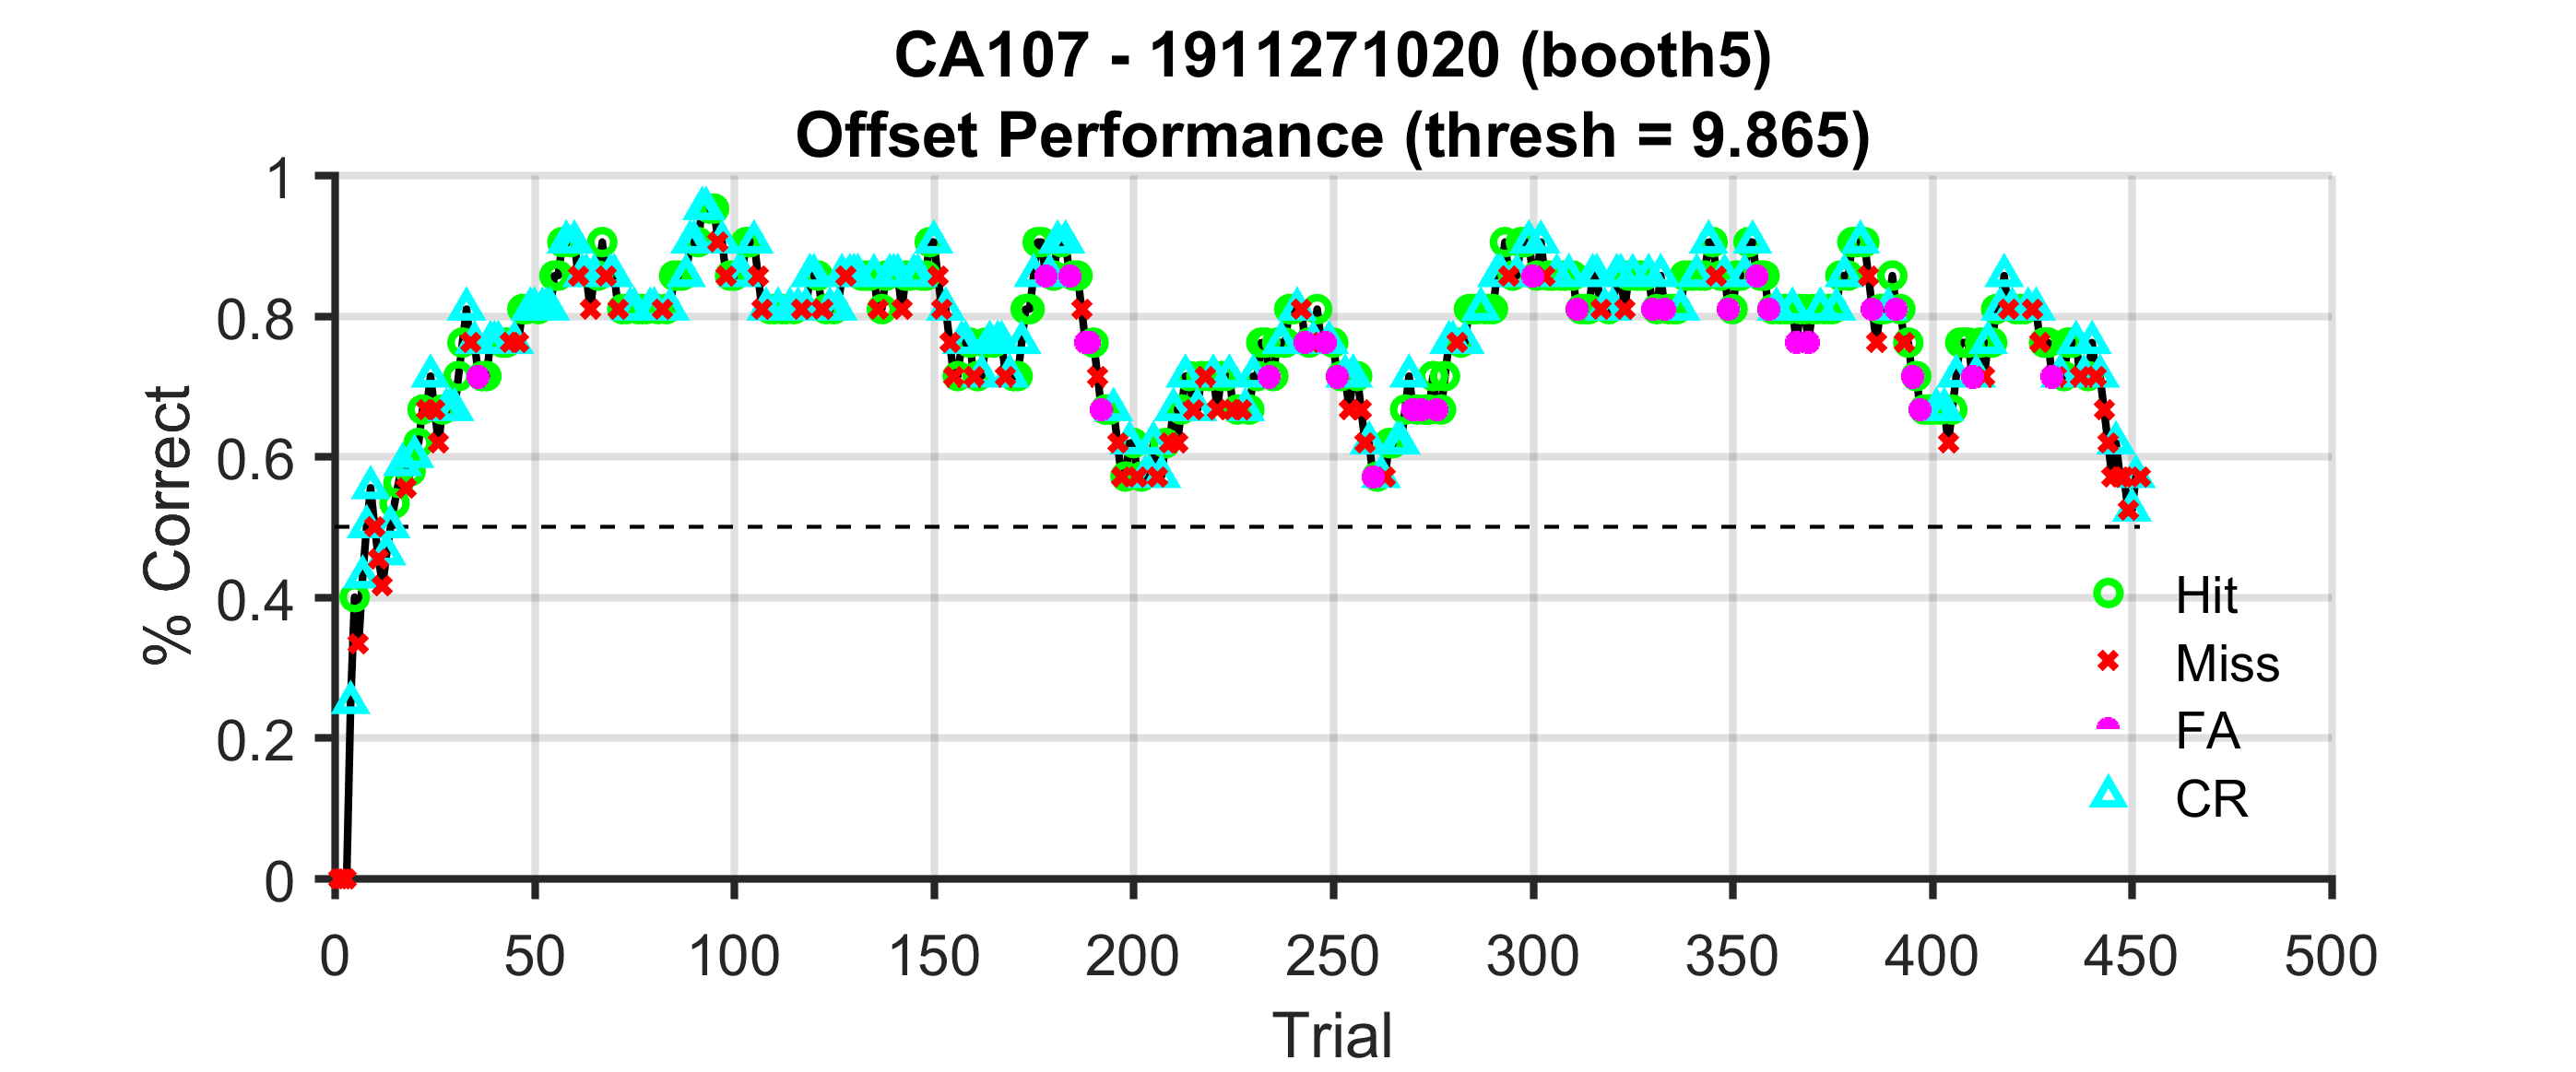 CA107 - 1911271020 (booth5)
Offset Performance (thresh = 9.865)
% Correct
1
0.8
0.6
0.4
0.2
0
0 50 100 150 200 250 300 350 400 450 500
Trial
Hit
Miss
FA
CR